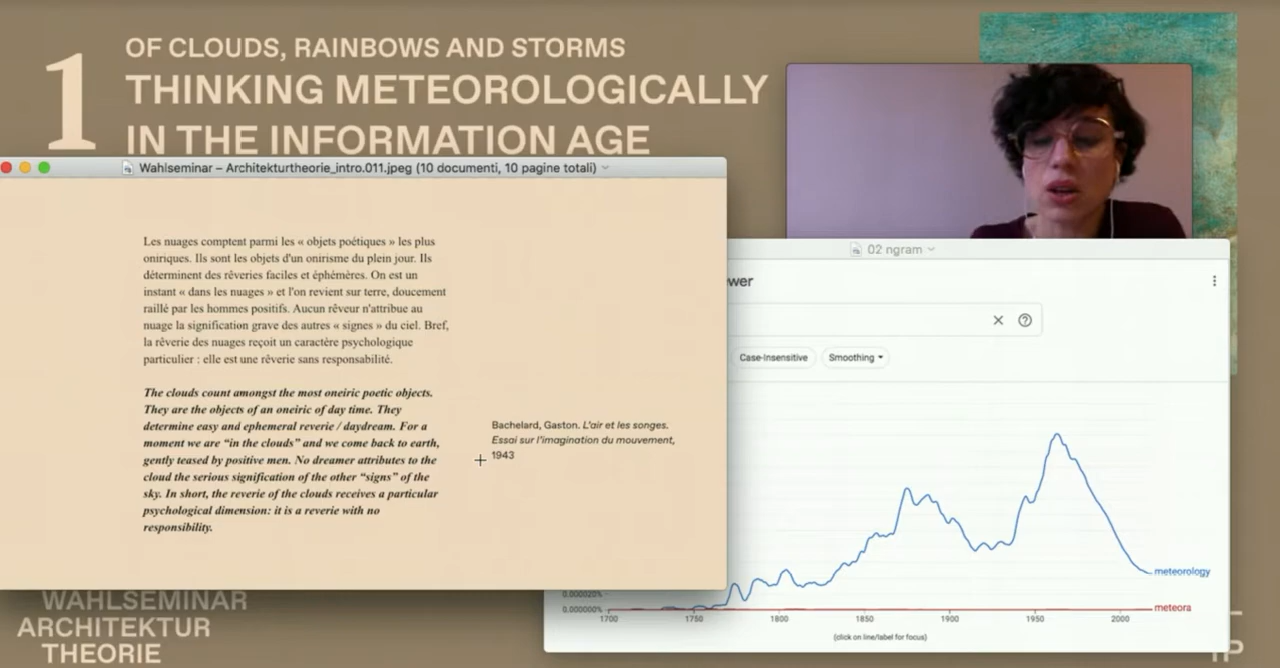 1
OF CLOUDS, RAINBOWS AND STORMS
THINKING METEOROLOGICALLY
IN THE INFORMATION AGE
Wahlseminar – Architekturtheorie_intro.011.jpeg (10 documenti, 10 pagine totali)
Les nuages comptent parmi les « objets poétiques » les plus
oniriques. Ils sont les objets d'un onirisme du plein jour. Ils
déterminent des rêveries faciles et éphémères. On est un
instant « dans les nuages » et l'on revient sur terre, doucement
raillé par les hommes positifs. Aucun rêveur n'attribue au
nuage la signification grave des autres « signes » du ciel. Bref,
la rêverie des nuages reçoit un caractère psychologique
particulier : elle est une rêverie sans responsabilité.
The clouds count amongst the most oneiric poetic objects.
They are the objects of an oneiric of day time. They
determine easy and ephemeral reverie / daydream. For a
moment we are “in the clouds” and we come back to earth,
gently teased by positive men. No dreamer attributes to the
cloud the serious signification of the other “signs” of the
sky. In short, the reverie of the clouds receives a particular
psychological dimension: it is a reverie with no
responsibility.
Bachelard, Gaston. L'air et les songes.
Essai sur l'imagination du mouvement,
1943
02 ngram
wer
Case-Insensitive
Smoothing
meteorology
meteora
0.000020%
0.000000%
1700
1750
1800
1850
1900
1950
2000
(click on line/label for focus)
WAHLSEMINAR
ARCHITEKTUR
THEORIE